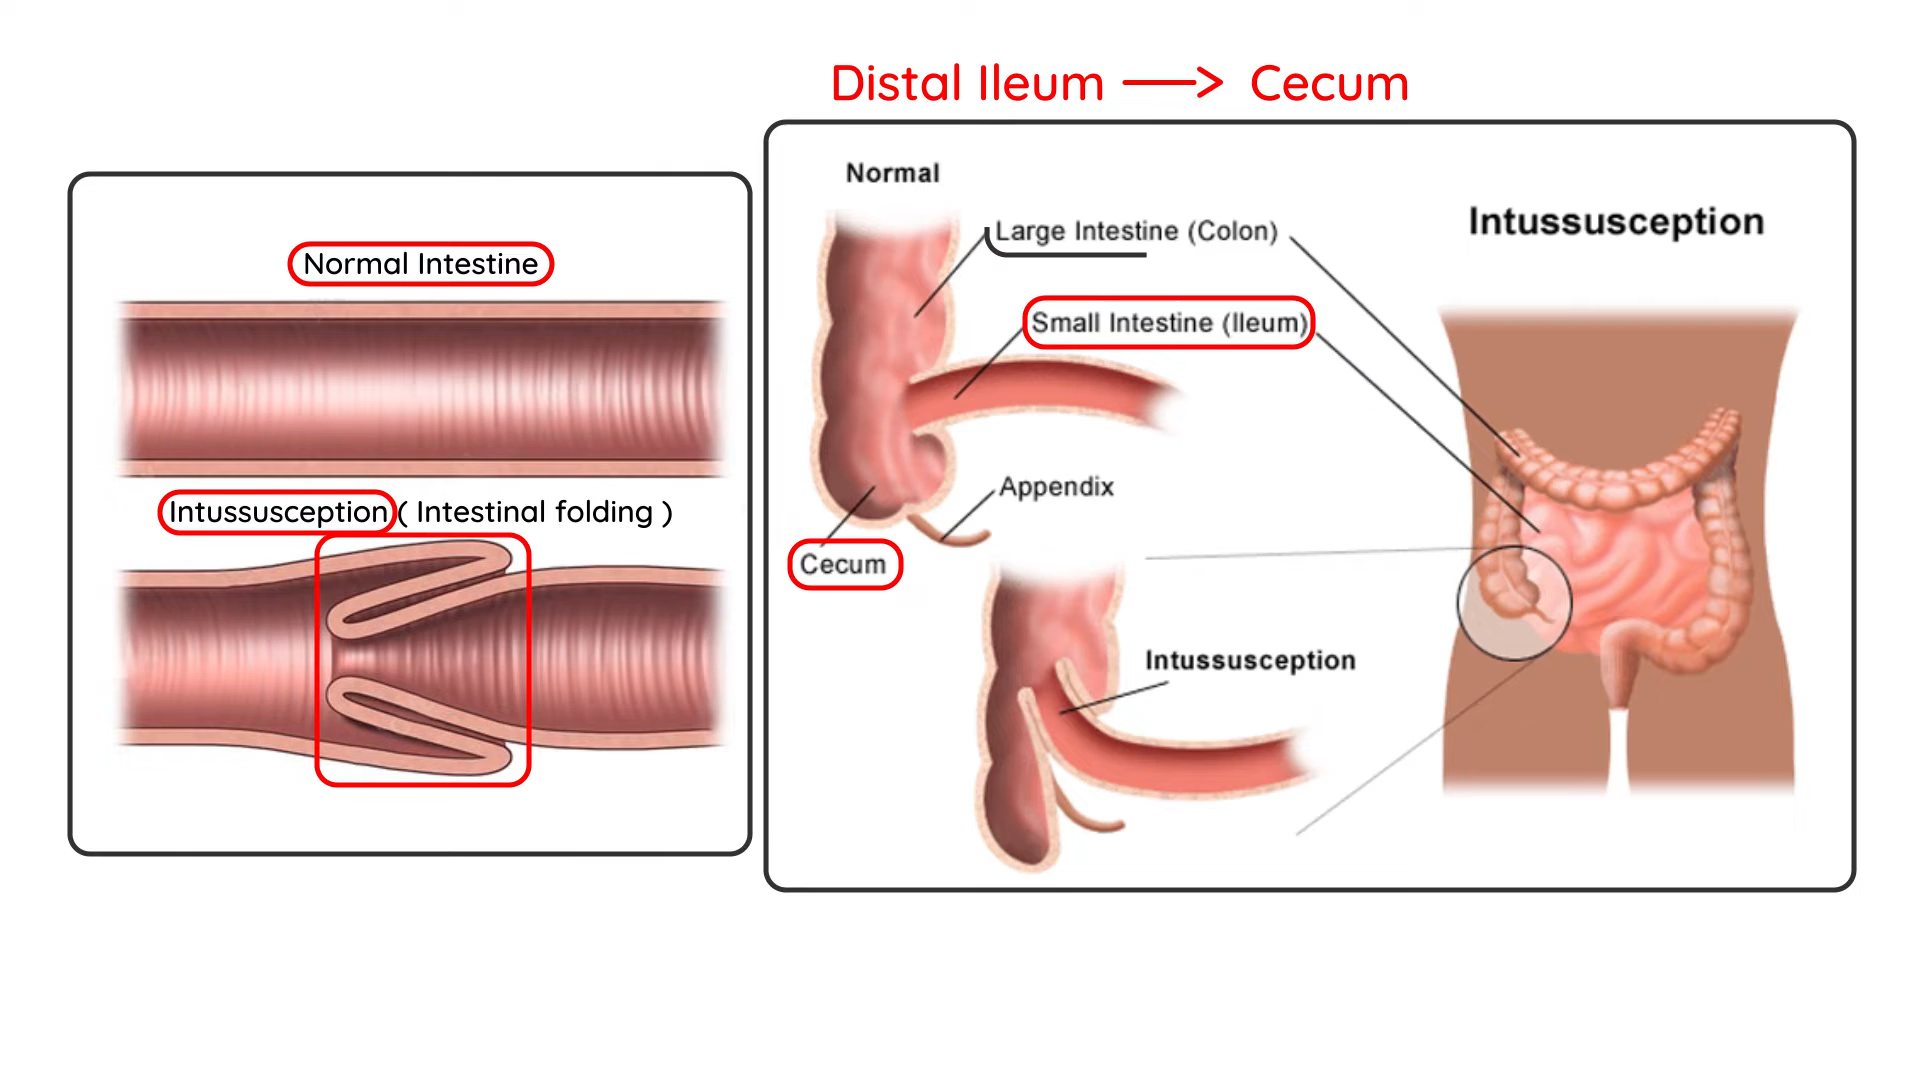 Distal Ileum —> Cecum
Normal Intestine
Intussusception ( Intestinal folding )
Normal
Large Intestine (Colon)
Small Intestine (Ileum)
Appendix
Cecum
Intussusception
Intussusception